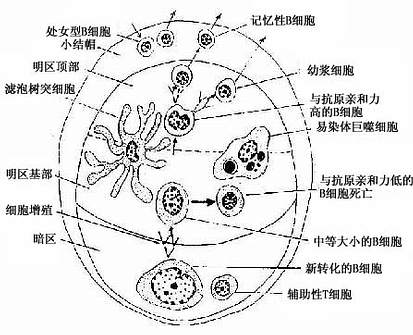 处女型B细胞
小结帽
明区顶部
滤泡树突细胞
明区基部
细胞增殖
暗区
记忆性B细胞
幼浆细胞
与抗原亲和力
高的B细胞
易染体巨噬细胞
与抗原亲和力低的
B细胞死亡
中等大小的B细胞
新转化的B细胞
辅助性T细胞